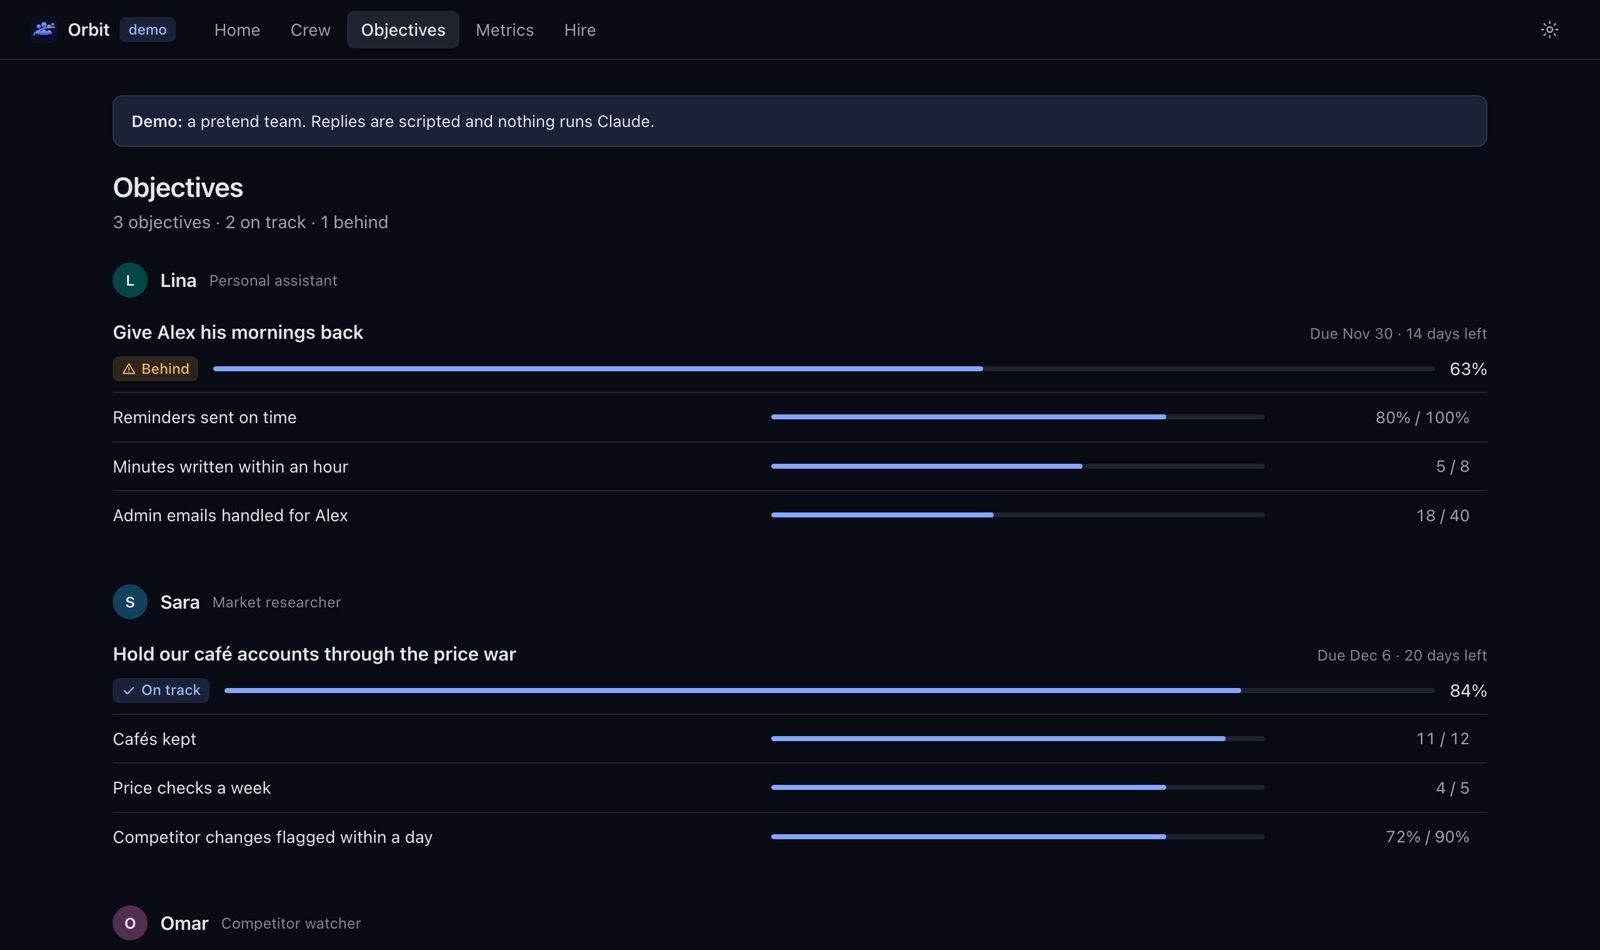 Orbit demo Home Crew Objectives Metrics Hire
Demo: a pretend team. Replies are scripted and nothing runs Claude.
Objectives
3 objectives · 2 on track · 1 behind
L Lina Personal assistant
Give Alex his mornings back Due Nov 30 · 14 days left
Behind 63%
Reminders sent on time 80% / 100%
Minutes written within an hour 5 / 8
Admin emails handled for Alex 18 / 40
S Sara Market researcher
Hold our café accounts through the price war Due Dec 6 · 20 days left
On track 84%
Cafés kept 11 / 12
Price checks a week 4 / 5
Competitor changes flagged within a day 72% / 90%
O Omar Competitor watcher